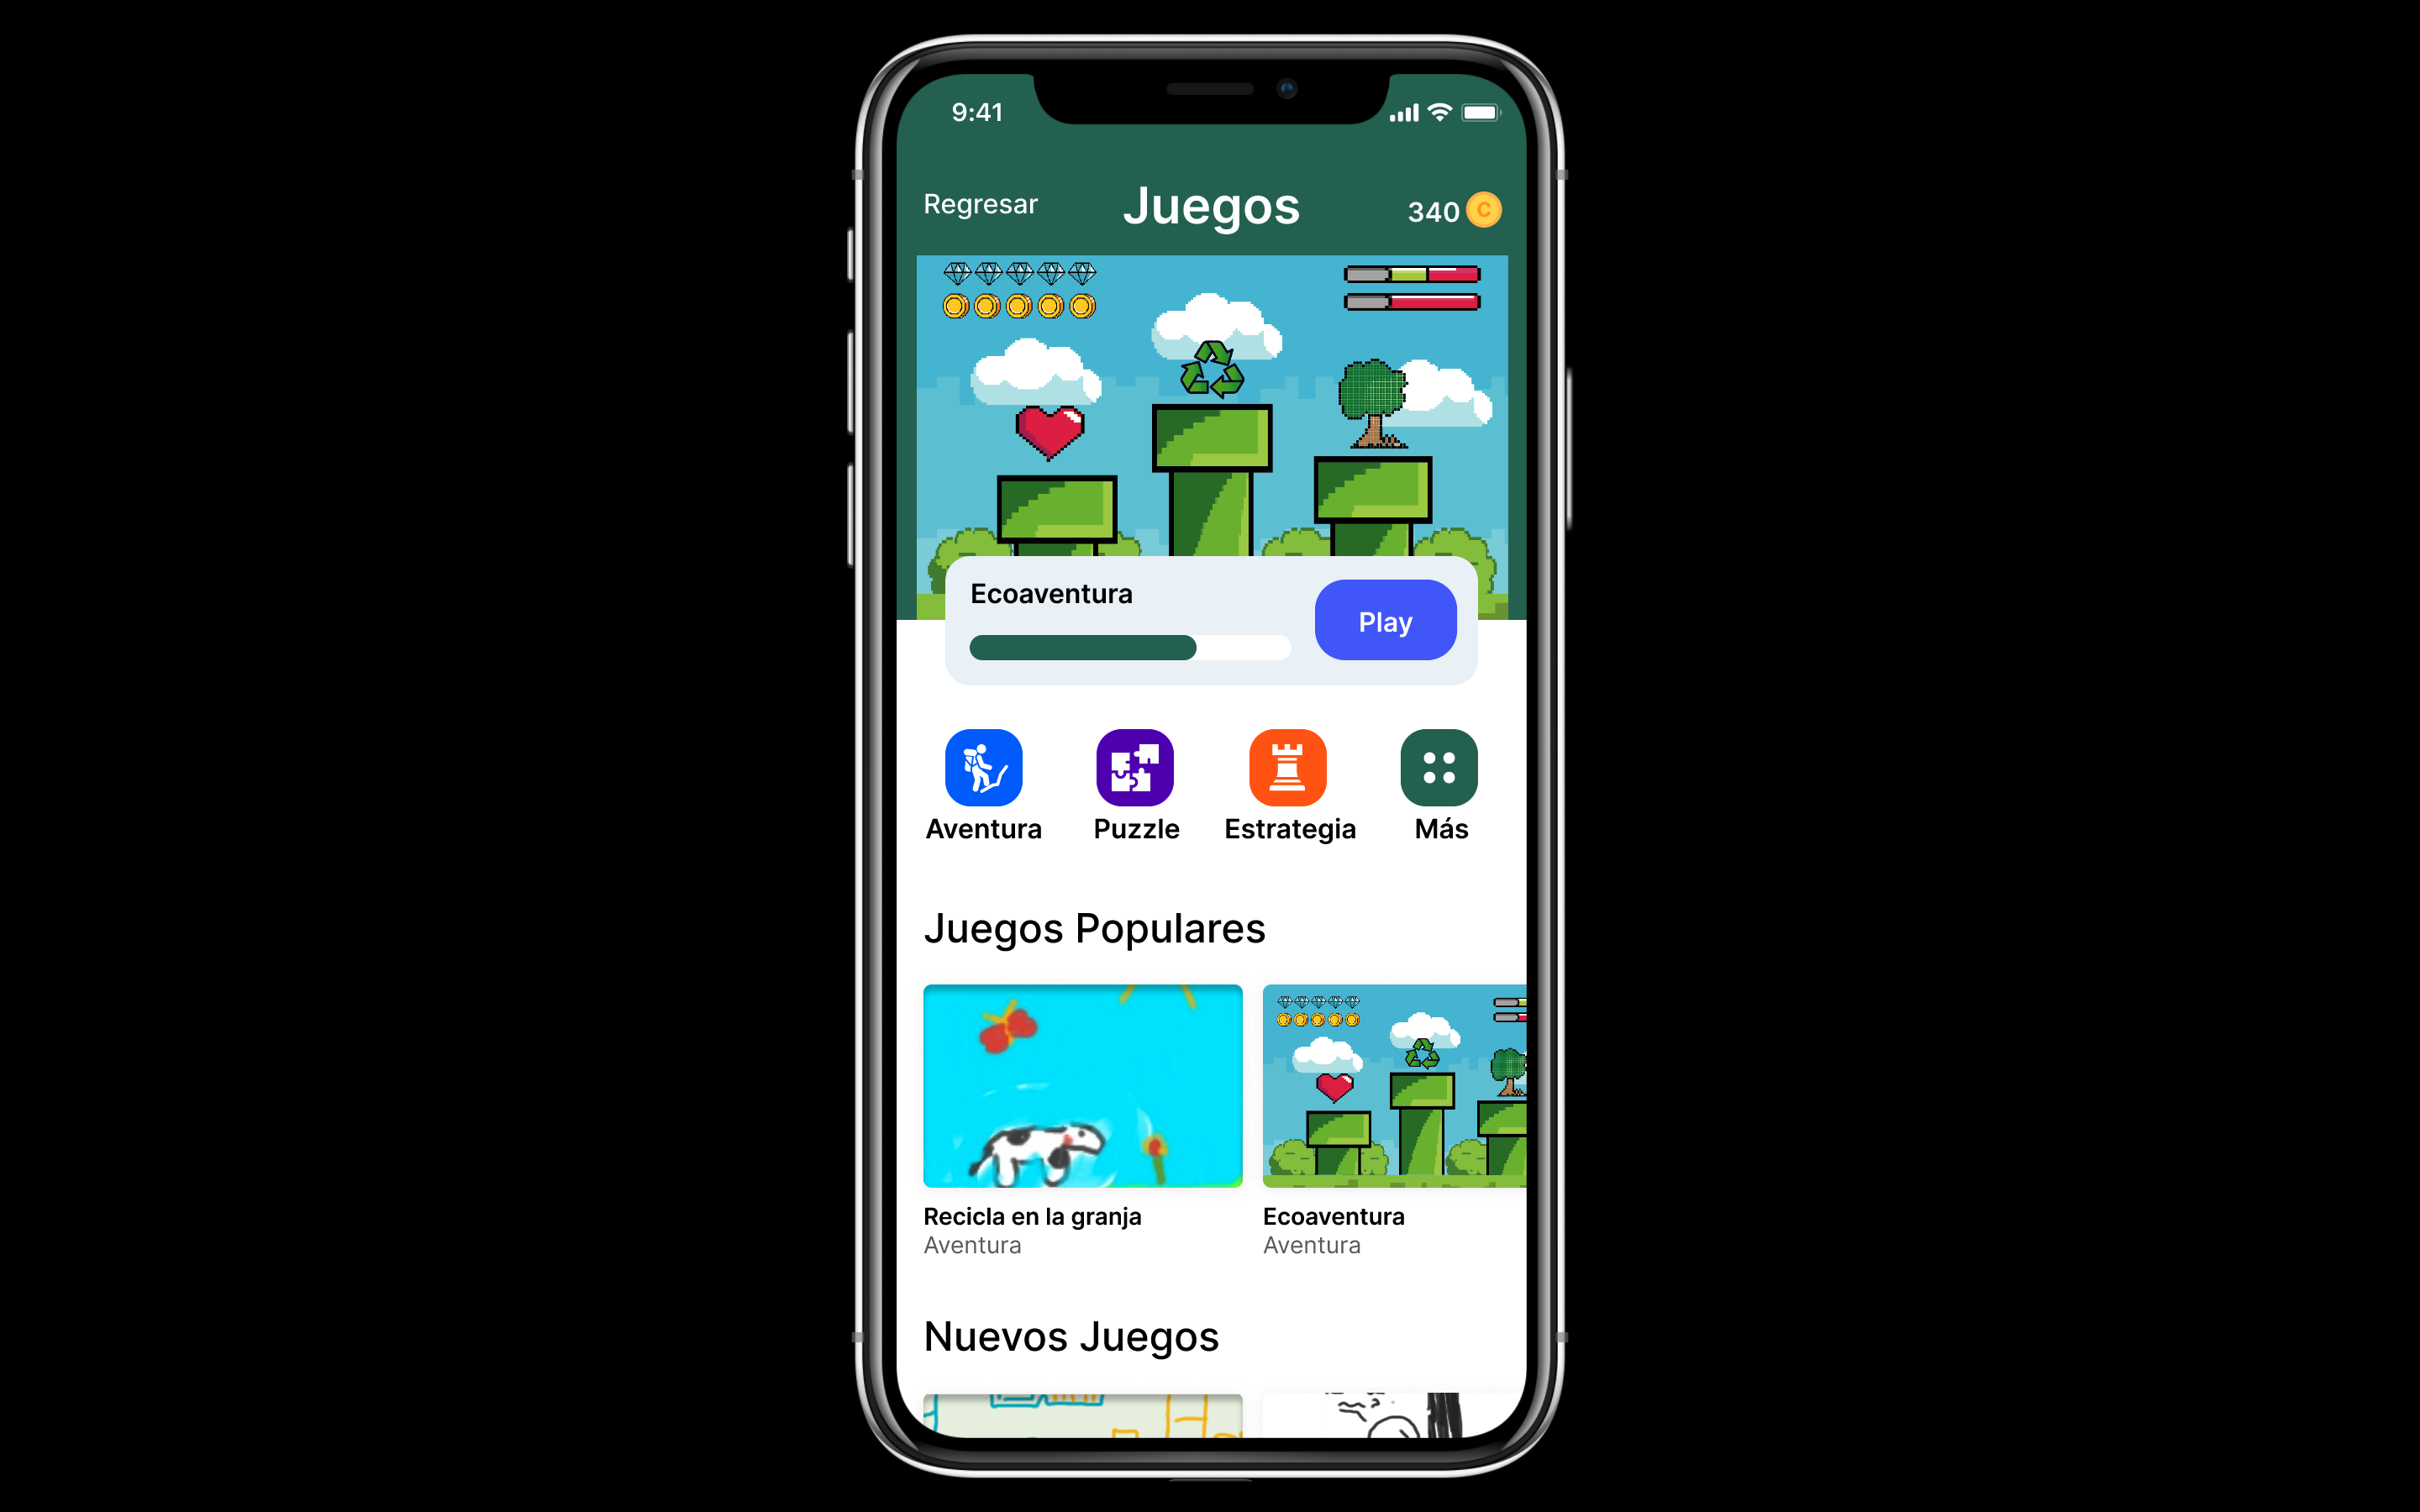 9:41
Regresar
Juegos
340 C
Ecoaventura
Play
Aventura
Puzzle
Estrategia
Más
Juegos Populares
Recicla en la granja
Ecoaventura
Aventura
Aventura
Nuevos Juegos